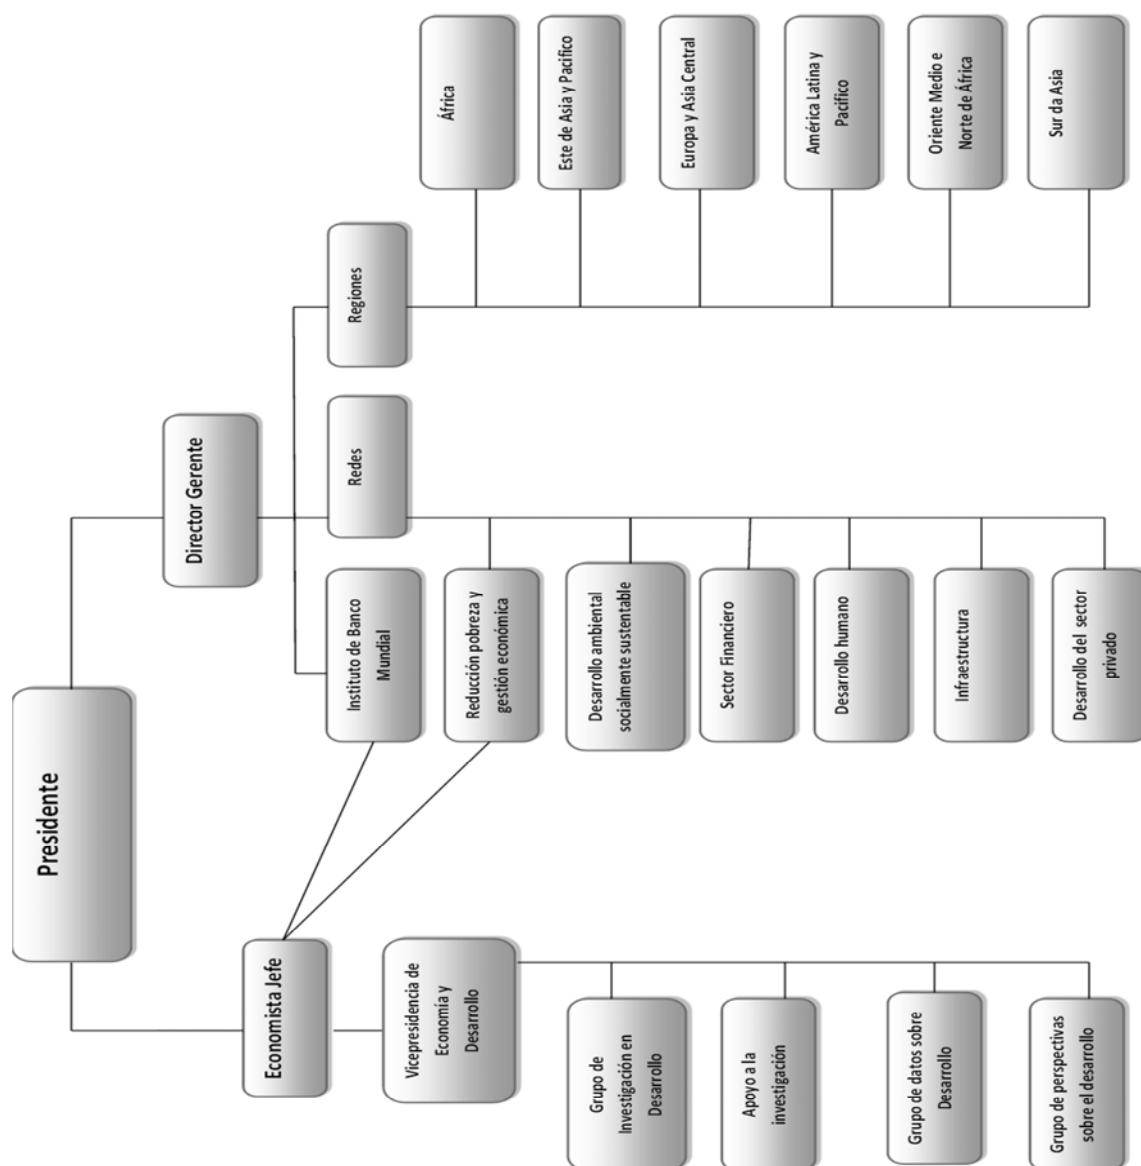 Presidente
Economista Jefe
Director Gerente
Vicepresidencia de
Economía y
Desarrollo
Instituto de Banco
Mundial
Redes
Regiones
Grupo de
Investigación en
Desarrollo
Apoyo a la
investigación
Grupo de datos sobre
Desarrollo
Grupo de perspectivas
sobre el desarrollo
Reducción pobreza y
gestión económica
Desarrollo ambiental
socialmente sustentable
Sector Financiero
Desarrollo humano
Infraestructura
Desarrollo del sector
privado
África
Este de Asia y Pacifico
Europa y Asia Central
América Latina y
Pacífico
Oriente Medio e
Norte de África
Sur da Asia